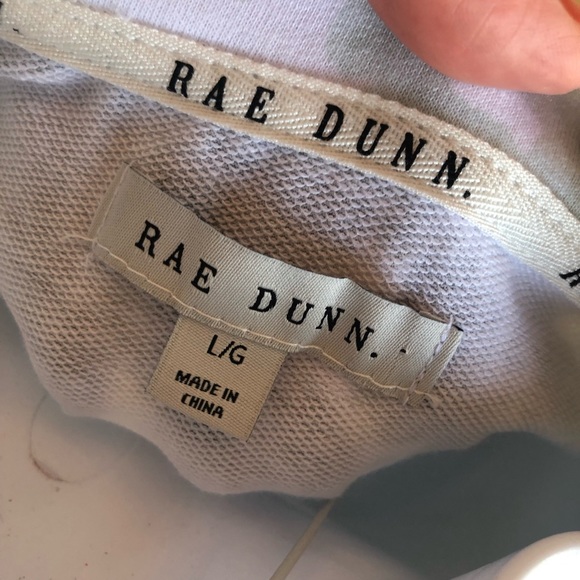 RAE DUNN.
RAE DUNN.
L/G
MADE IN
CHINA